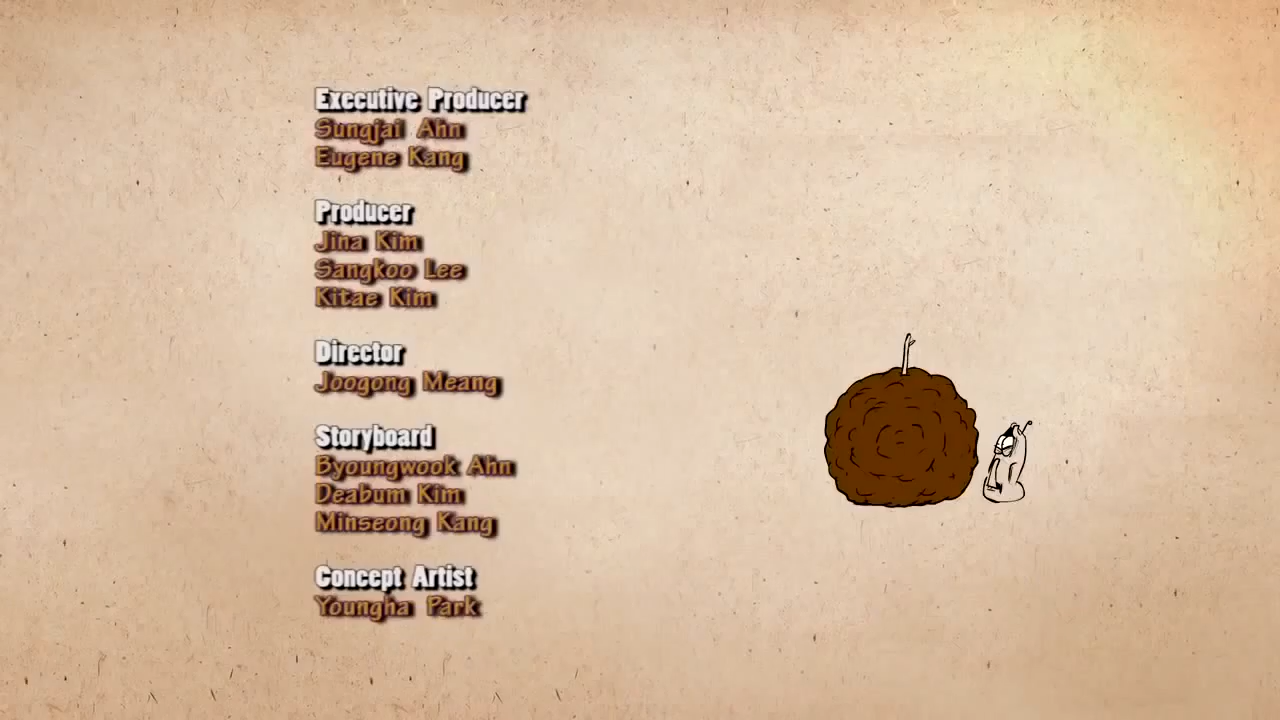 Executive Producer
Sungjai Ahn
Eugene Kang
Producer
Jina Kim
Sangkoo Lee
Kitae Kim
Director
Joogong Meang
Storyboard
Byoungwook Ahn
Deabum Kim
Minseong Kang
Concept Artist
Youngha Park